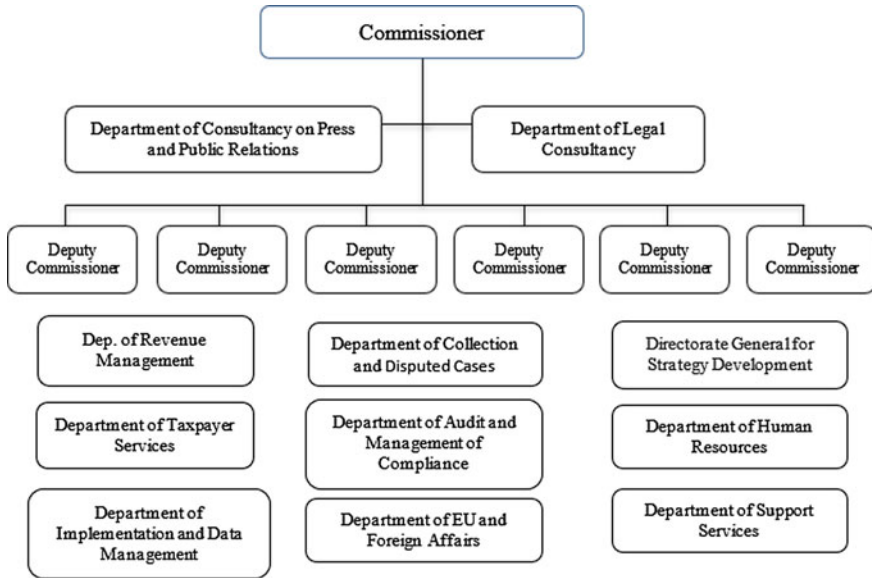 Commissioner
Department of Consultancy on Press
and Public Relations
Department of Legal
Consultancy
Deputy
Commissioner
Deputy
Commissioner
Deputy
Commissioner
Deputy
Commissioner
Deputy
Commissioner
Deputy
Commissioner
Dep. of Revenue
Management
Department of Collection
and Disputed Cases
Directorate General for
Strategy Development
Department of Taxpayer
Services
Department of Audit and
Management of
Compliance
Department of Human
Resources
Department of
Implementation and Data
Management
Department of EU and
Foreign Affairs
Department of Support
Services